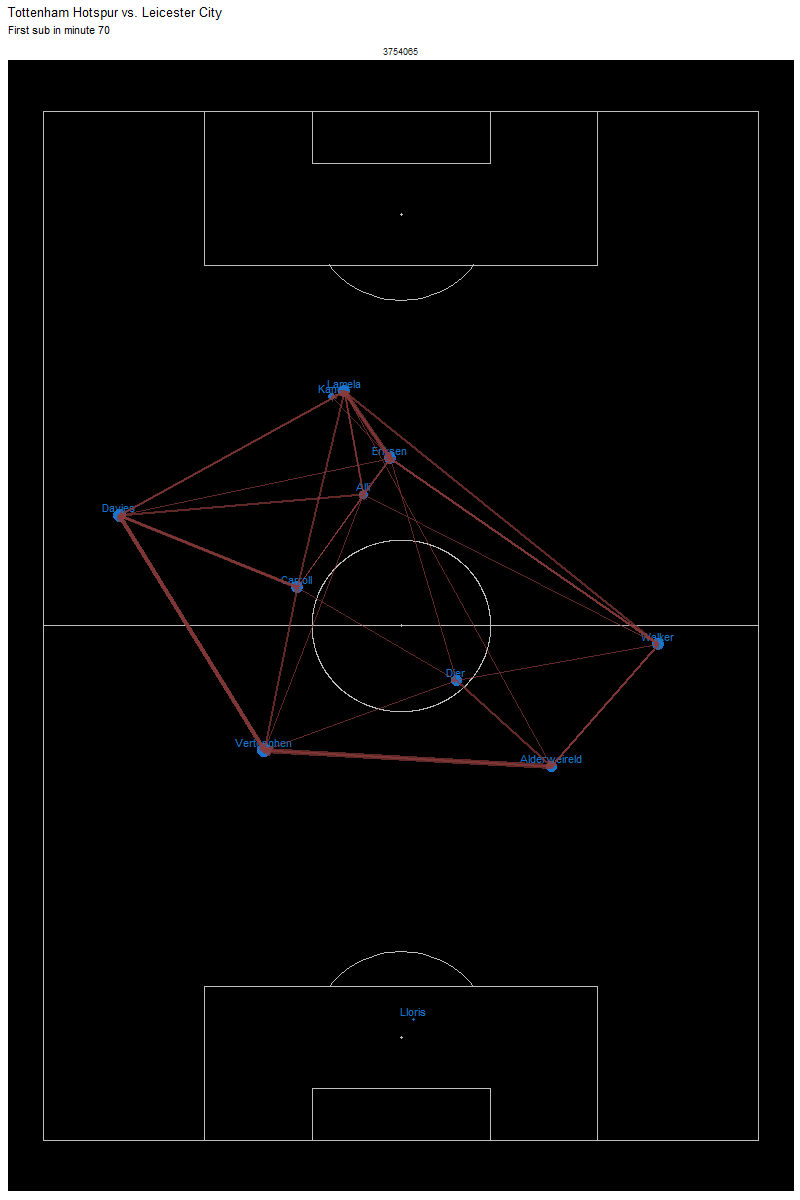 Tottenham Hotspur vs. Leicester City
First sub in minute 70
3754065
Lamela
Kane
Eriksen
Alli
Davies
Carroll
Walker
Dier
Vertonghen
Alderweireld
Lloris